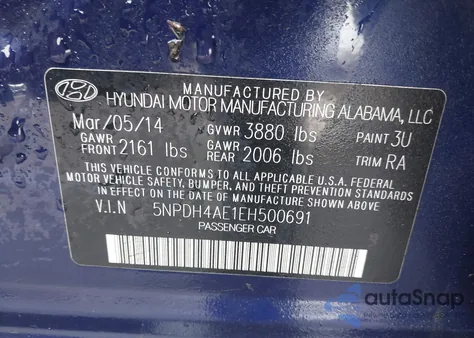 MANUFACTURED BY
HYUNDAI MOTOR MANUFACTURING ALABAMA, LLC
Mar/05/14 GVWR 3880 lbs PAINT 3U
GAWR FRONT 2161 lbs GAWR REAR 2006 lbs TRIM RA
THIS VEHICLE CONFORMS TO ALL APPLICABLE U.S.A. FEDERAL
MOTOR VEHICLE SAFETY, BUMPER, AND THEFT PREVENTION STANDARDS
IN EFFECT ON THE DATE OF MANUFACTURE SHOWN ABOVE.
V.I.N 5NPDH4AE1EH500691
PASSENGER CAR
autoSnap